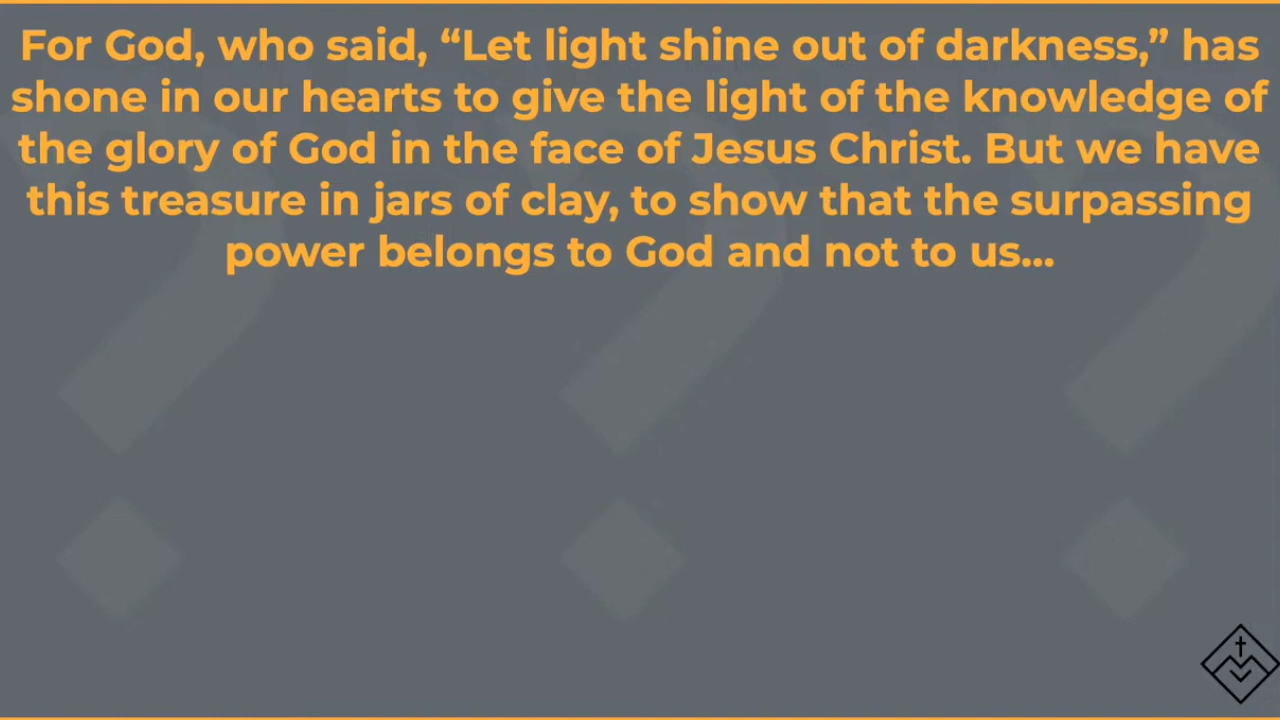 For God, who said, “Let light shine out of darkness,” has
shone in our hearts to give the light of the knowledge of
the glory of God in the face of Jesus Christ. But we have
this treasure in jars of clay, to show that the surpassing
power belongs to God and not to us...